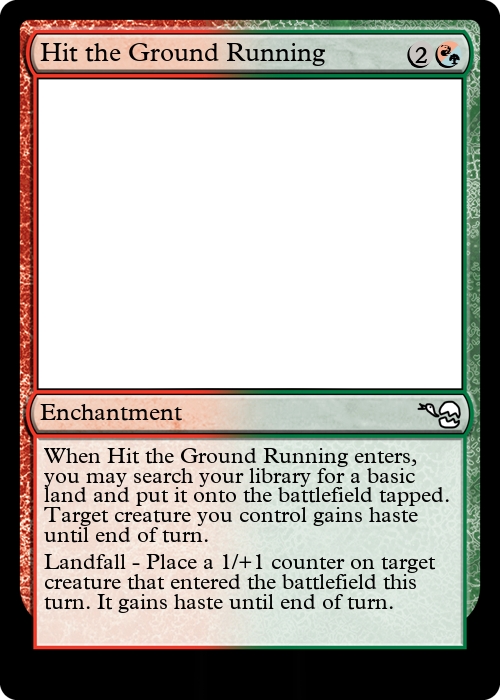 Hit the Ground Running
2
Enchantment
When Hit the Ground Running enters,
you may search your library for a basic
land and put it onto the battlefield tapped.
Target creature you control gains haste
until end of turn.
Landfall - Place a 1/+1 counter on target
creature that entered the battlefield this
turn. It gains haste until end of turn.